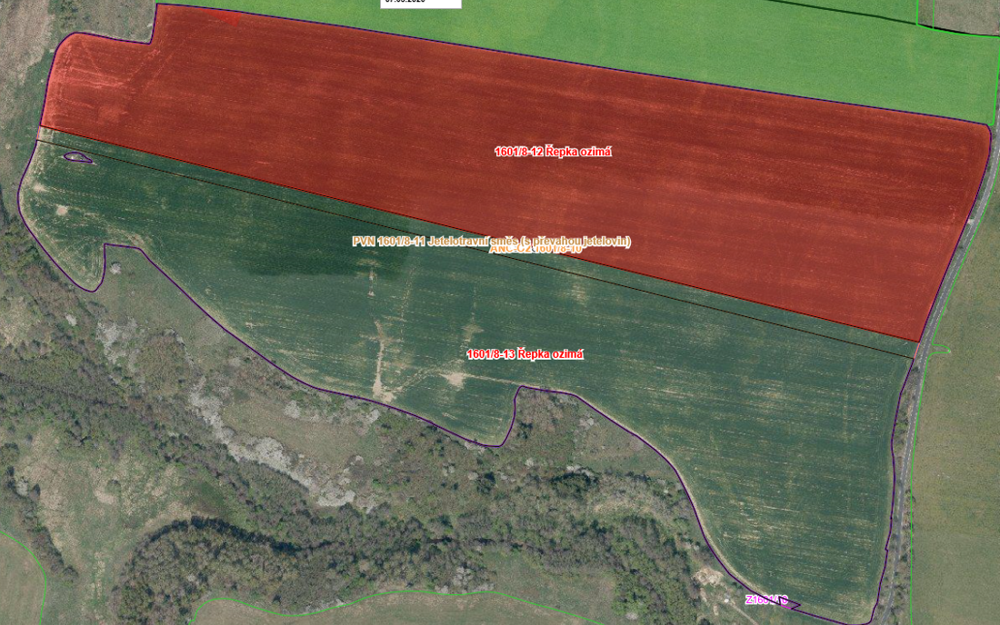 1601/8-12 Řepka ozimá
PVN 1601/8-11 Jetelotravní směs (s převahou jetelovin)
1601/8-13 Řepka ozimá